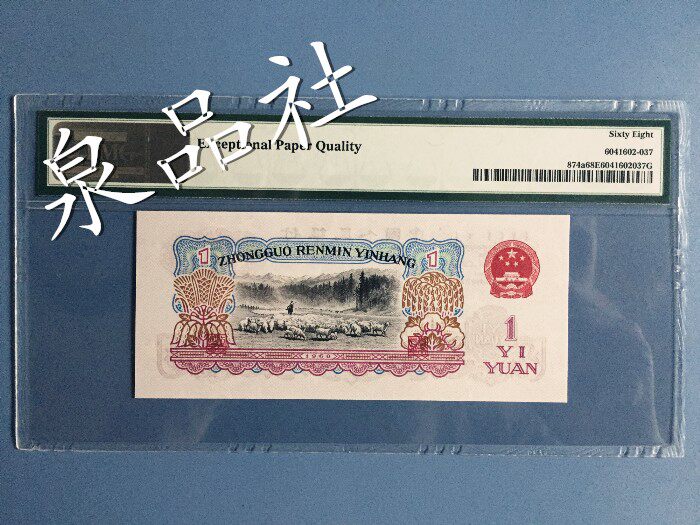 泉品社
Exceptional Paper Quality
Sixty Eight
6041602-037
874a68E6041602037G
ZHONGGUO RENMIN YINHANG
1
1
1960
1
YI
YUAN